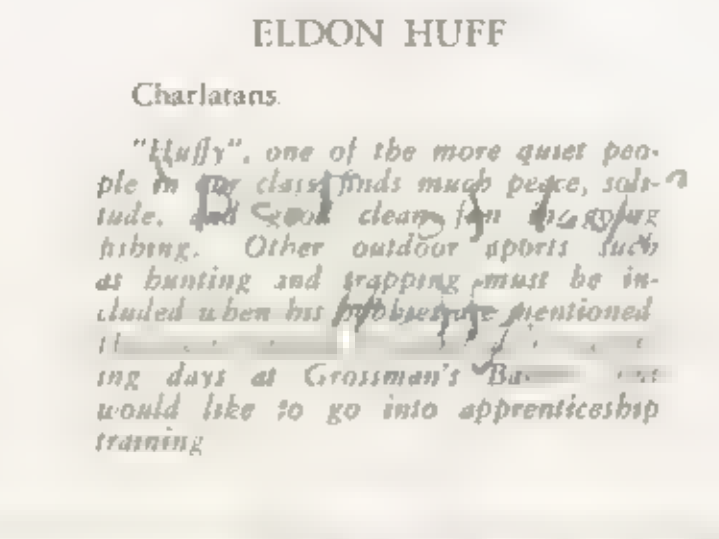 ELDON HUFF
Charlatans.
"Huffy", one of the more quiet peo-
ple in our class finds much peace, soli-
tude, and good clean fun in going
fishing. Other outdoor sports such
as hunting and trapping must be in-
cluded when his hobbies are mentioned
ing days at Grossman's
would like to go into apprenticeship
training